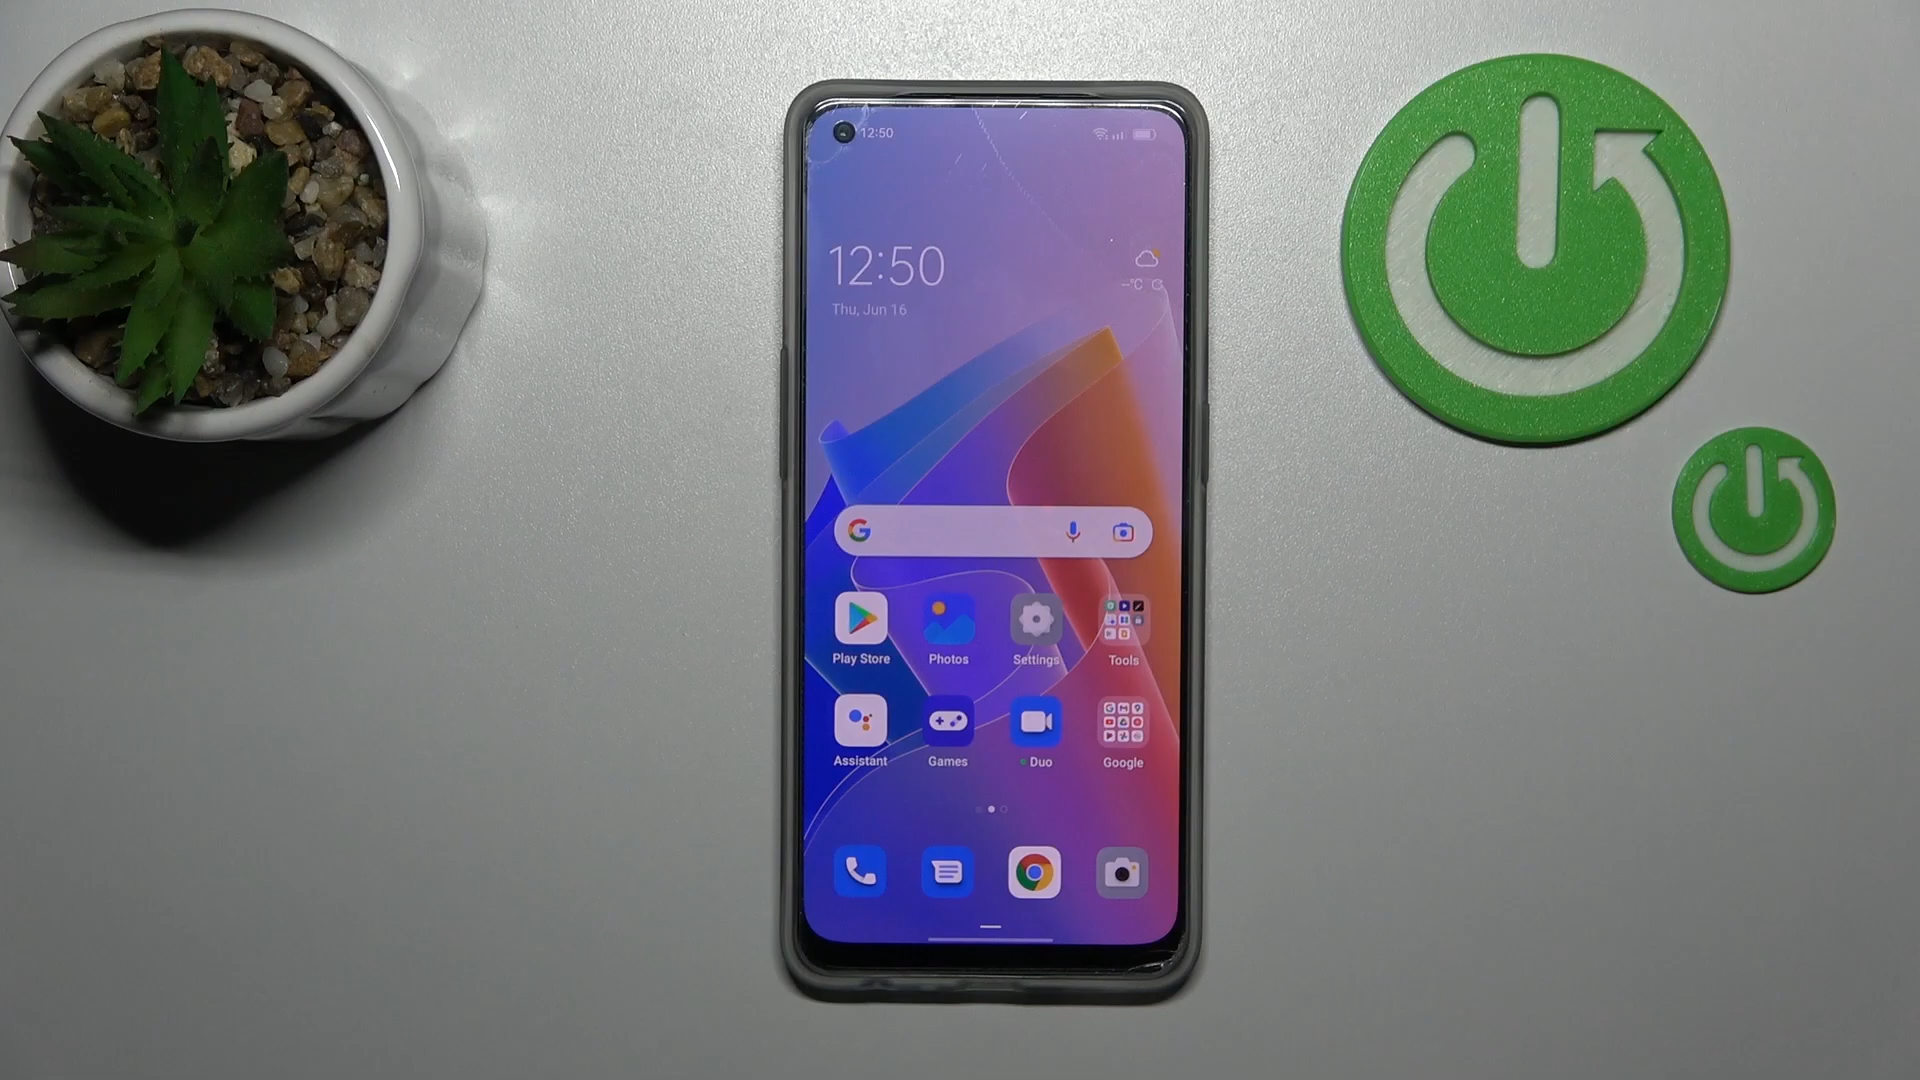 12:50
12:50
--°C
Thu, Jun 16
Play Store
Photos
Settings
Tools
Assistant
Games
Duo
Google